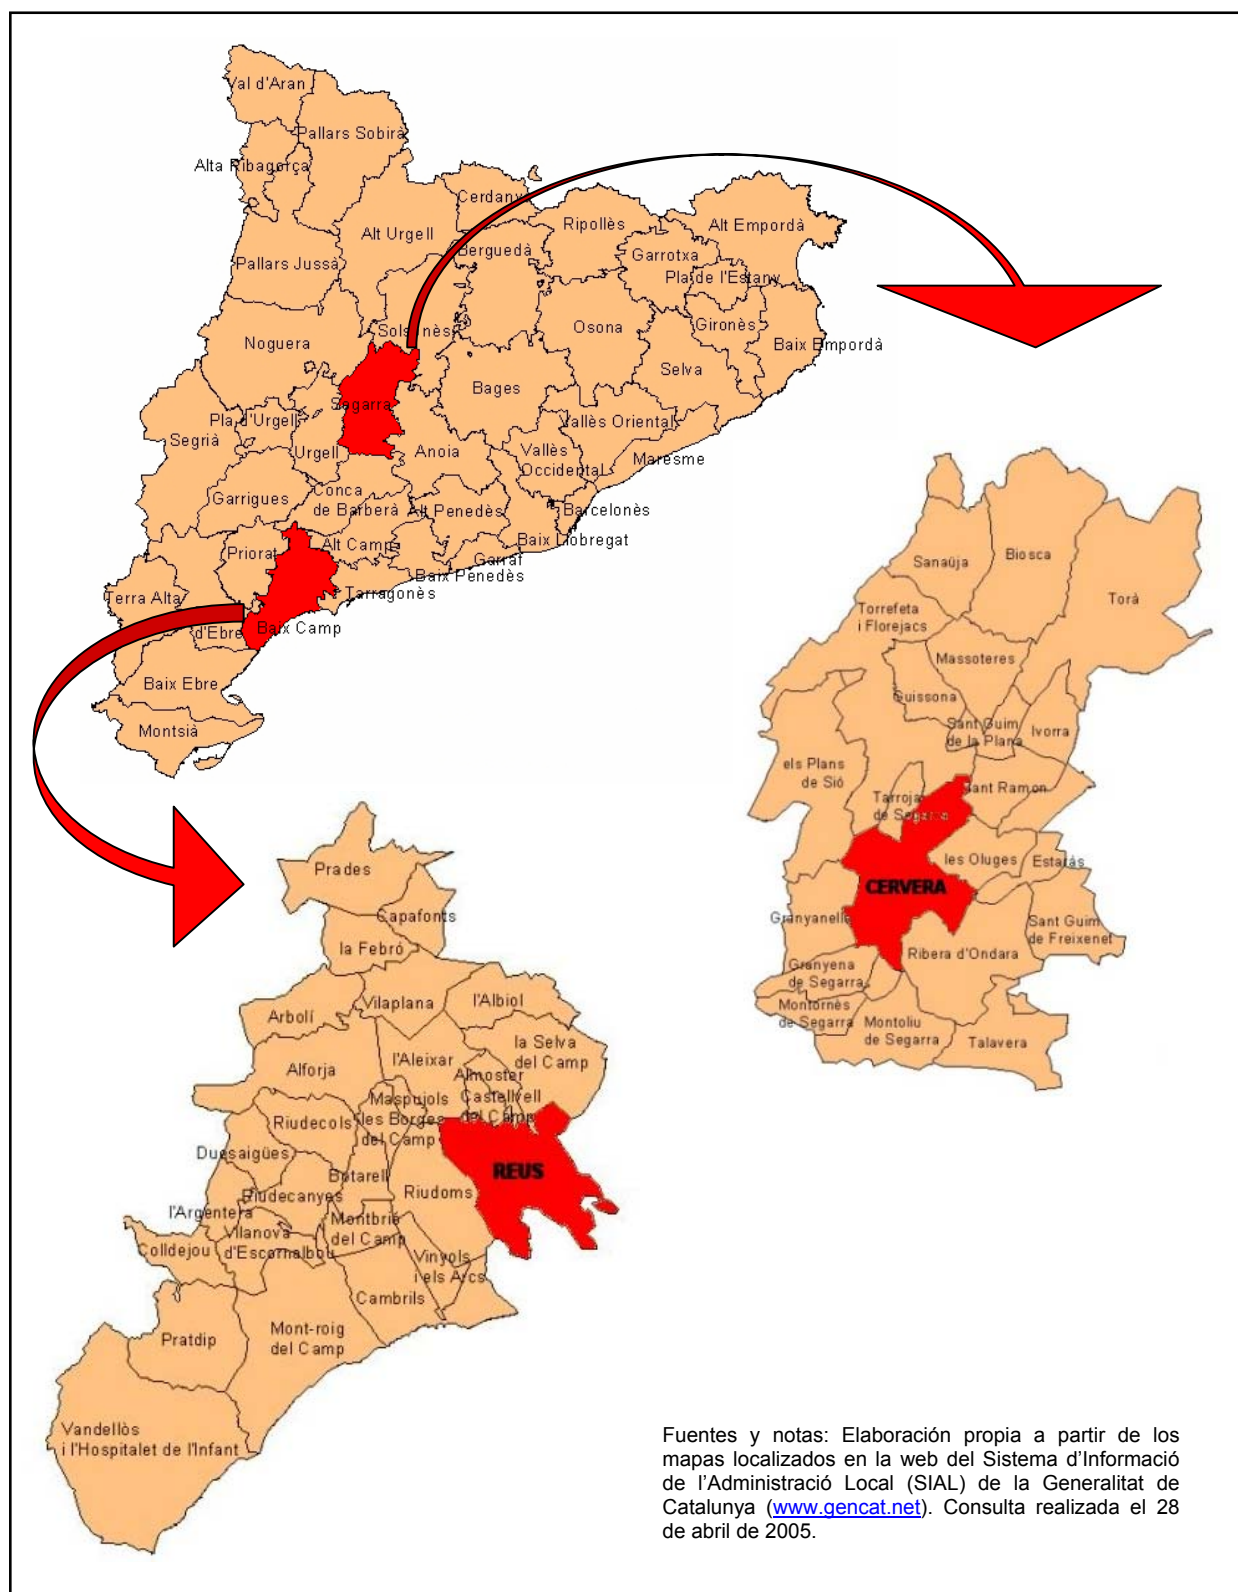 Val d'Aran
Pallars Sobirà
Alta Ribagorça
Cerdany
Alt Urgell
Ripollès
Alt Empordà
Berguedà
Garrotxa
Pallars Jussà
Pla de l'Estany
Solsonès
Osona
Gironès
Noguera
Baix Empordà
Selva
Bages
Segarra
Pla d'Urgell
Vallès Oriental
Segrià
Urgell
Anoia
Vallès
Occidental
Maresme
Garrigues
Conca
de Barberà
Alt Penedès
Barcelonès
Baix Llobregat
Alt Camp
Priorat
Garraf
Baix Penedès
Tarragonès
Terra Alta
Baix Camp
d'Ebre
Baix Ebre
Montsià
Sanaüja
Biosca
Torà
Torrefeta
i Florejacs
Massoteres
Guissona
Sant Guim
de la Plana
Ivorra
els Plans
de Sió
Sant Ramon
Tarroja
de Segarra
les Oluges
Estaràs
CERVERA
Granyanella
Sant Guim
de Freixenet
Ribera d'Ondara
Granyena
de Segarra
Montornès
de Segarra
Montoliu
de Segarra
Talavera
Prades
Capafonts
la Febró
Vilaplana
l'Albiol
Arbolí
la Selva
del Camp
l'Aleixar
Alforja
Almoster
Maspujols
Castellvell
del Camp
Riudecols
les Borges
del Camp
Duesaigües
REUS
Botarell
Riudecanyes
Riudoms
l'Argentera
Vilanova
d'Escornalbou
Montbrió
del Camp
Colldejou
Vinyols
i els Arcs
Cambrils
Pratdip
Mont-roig
del Camp
Vandellòs
i l'Hospitalet de l'Infant
Fuentes y notas: Elaboración propia a partir de los
mapas localizados en la web del Sistema d'Informació
de l'Administració Local (SIAL) de la Generalitat de
Catalunya (www.gencat.net). Consulta realizada el 28
de abril de 2005.